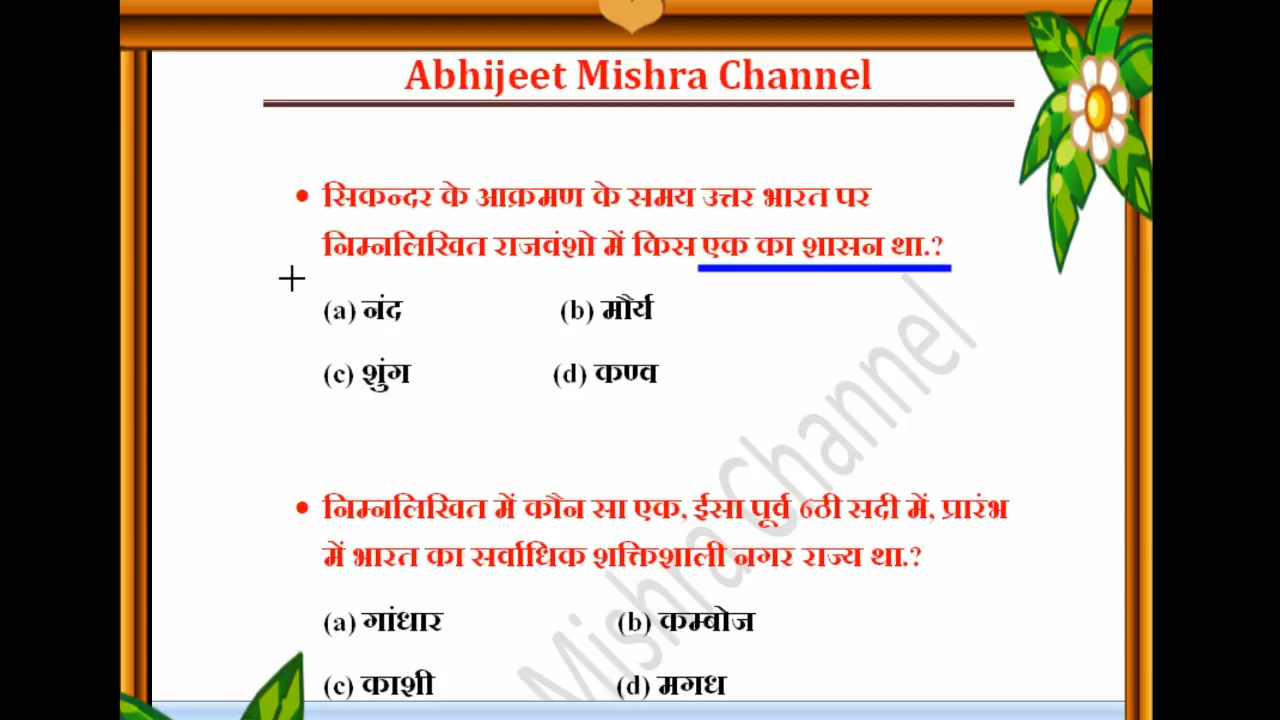 Abhijeet Mishra Channel
• सिकन्दर के आक्रमण के समय उत्तर भारत पर
निम्नलिखित राजवंशो में किस एक का शासन था.?
(a) नंद (b) मौर्य
(c) शुंग (d) कण्व
• निम्नलिखित में कौन सा एक, ईसा पूर्व 6ठी सदी में, प्रारंभ
में भारत का सर्वाधिक शक्तिशाली नगर राज्य था.?
(a) गांधार (b) कम्बोज
(c) काशी (d) मगध
Mishra Channel